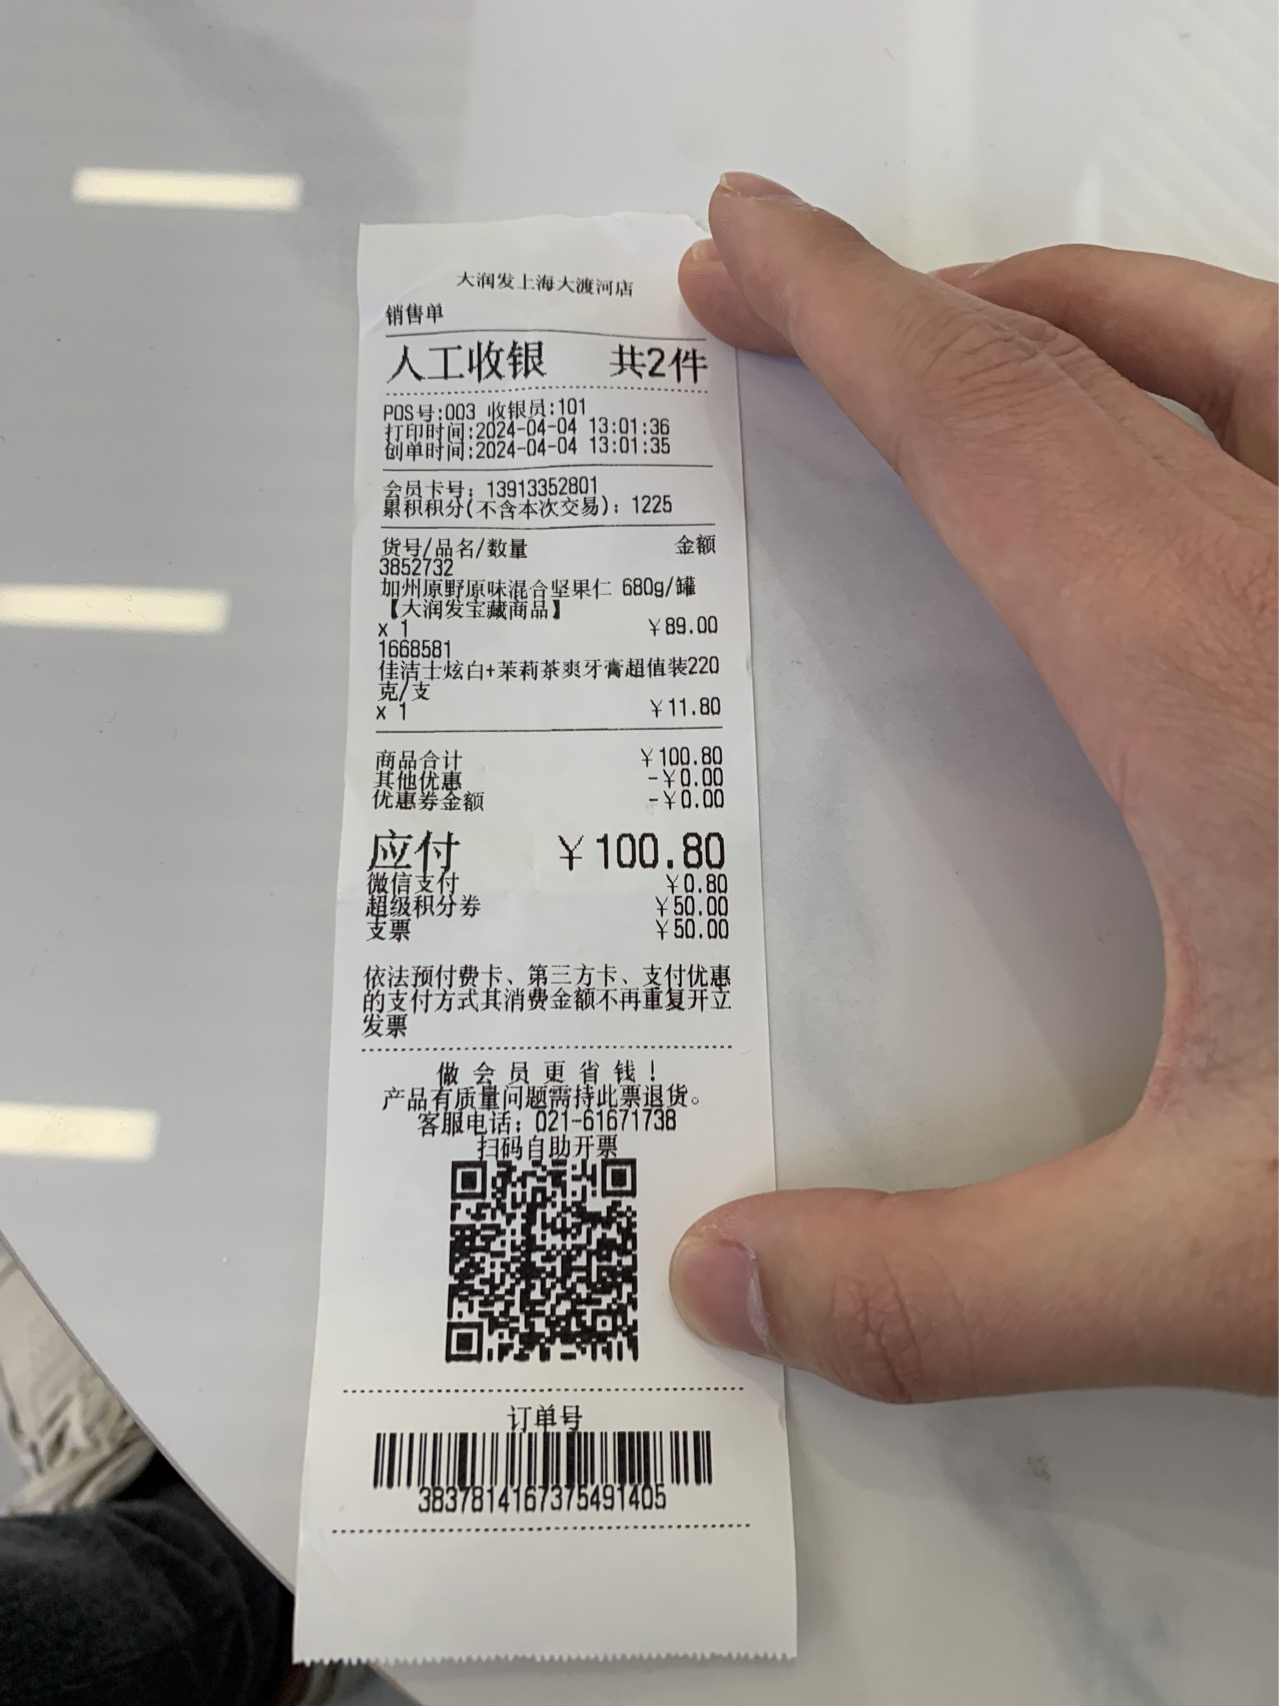 大润发上海大渡河店
销售单
人工收银 共2件
POS号:003 收银员:101
打印时间:2024-04-04 13:01:36
创单时间:2024-04-04 13:01:35
会员卡号：13913352801
累积积分(不含本次交易)：1225
货号/品名/数量 金额
3852732
加州原野原味混合坚果仁 680g/罐
【大润发宝藏商品】
x 1 ￥89.00
1668581
佳洁士炫白+茉莉茶爽牙膏超值装220
克/支
x 1 ￥11.80
商品合计 ￥100.80
其他优惠 -￥0.00
优惠券金额 -￥0.00
应付 ￥100.80
微信支付 ￥0.80
超级积分券 ￥50.00
支票 ￥50.00
依法预付费卡、第三方卡、支付优惠
的支付方式其消费金额不再重复开立
发票
做会员更省钱！
产品有质量问题需持此票退货。
客服电话：021-61671738
扫码自助开票
订单号
3837814167375491405